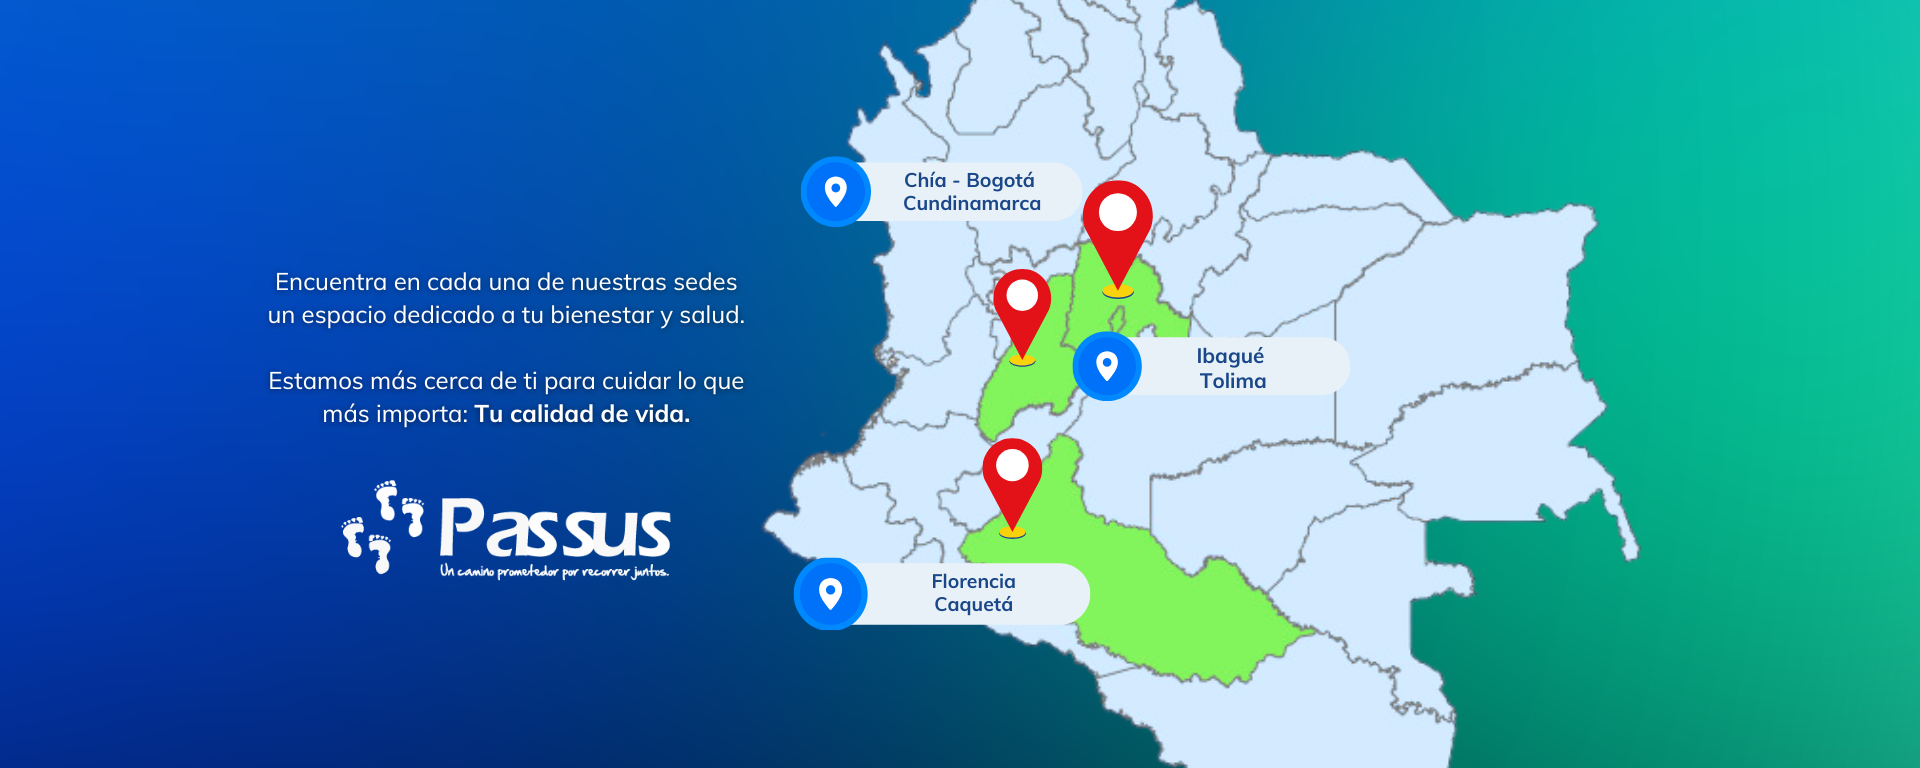 Encuentra en cada una de nuestras sedes
un espacio dedicado a tu bienestar y salud.
Estamos más cerca de ti para cuidar lo que
más importa: Tu calidad de vida.
Passus
Un camino prometedor por recorrer juntos.
Chía - Bogotá
Cundinamarca
Ibagué
Tolima
Florencia
Caquetá